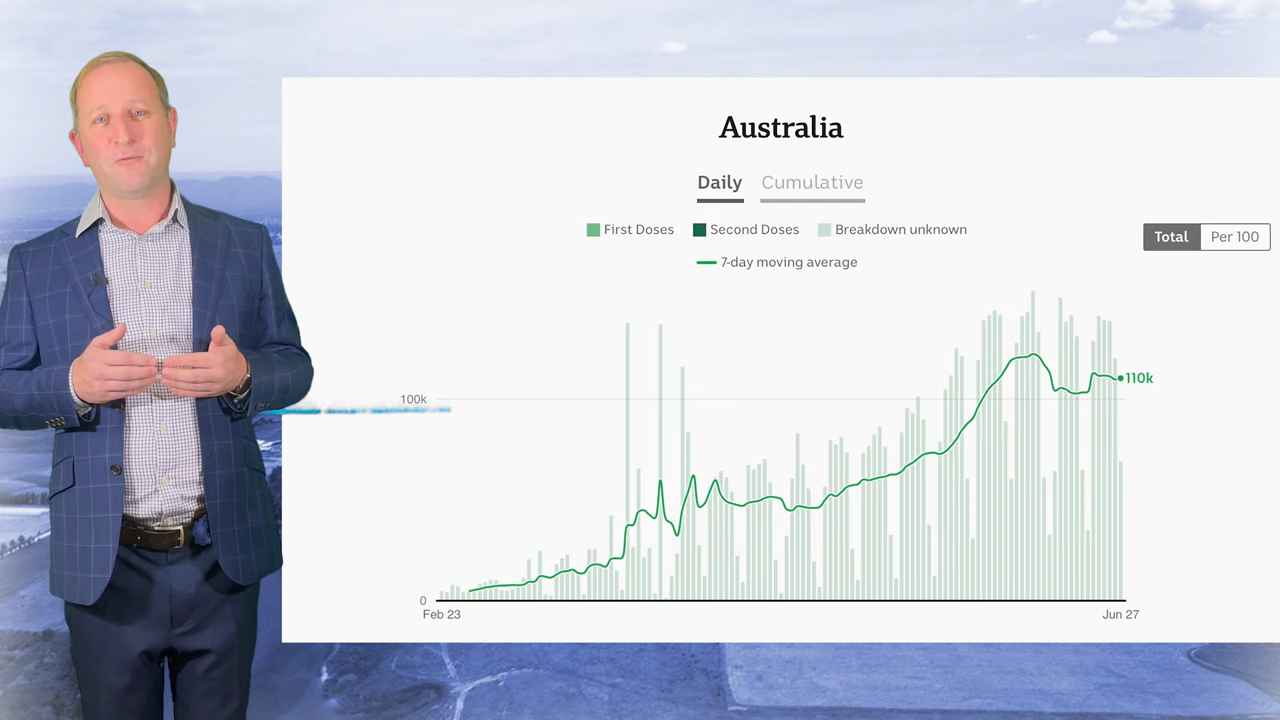 Australia
Daily Cumulative
First Doses Second Doses Breakdown unknown
7-day moving average
Total Per 100
110k
100k
0
Feb 23 Jun 27